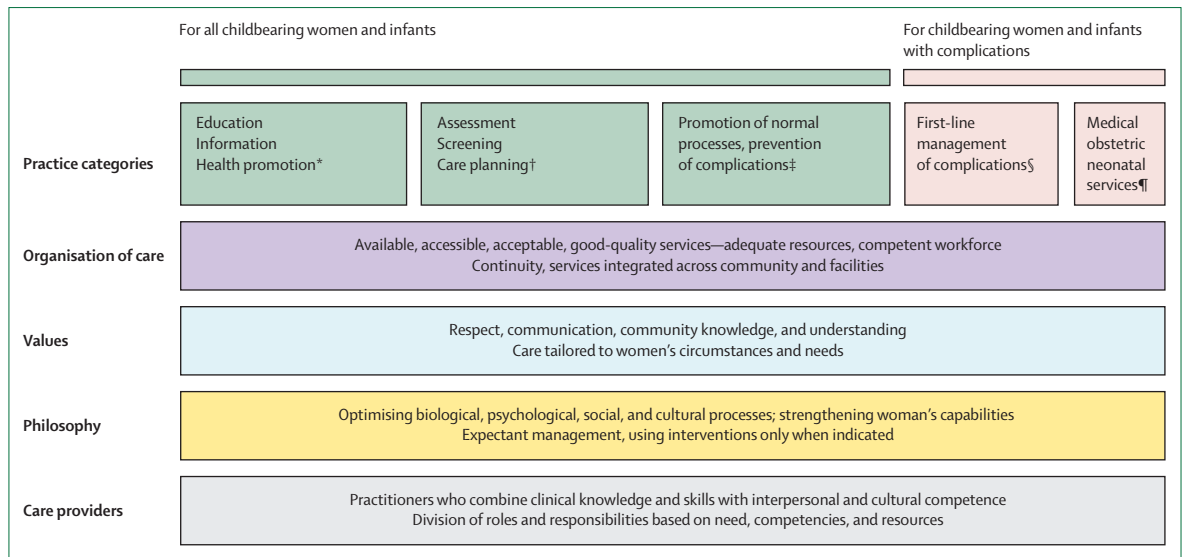 For all childbearing women and infants
For childbearing women and infants
with complications
Practice categories
Education
Information
Health promotion*
Assessment
Screening
Care planning†
Promotion of normal
processes, prevention
of complications‡
First-line
management
of complications§
Medical
obstetric
neonatal
services¶
Organisation of care
Available, accessible, acceptable, good-quality services—adequate resources, competent workforce
Continuity, services integrated across community and facilities
Values
Respect, communication, community knowledge, and understanding
Care tailored to women's circumstances and needs
Philosophy
Optimising biological, psychological, social, and cultural processes; strengthening woman's capabilities
Expectant management, using interventions only when indicated
Care providers
Practitioners who combine clinical knowledge and skills with interpersonal and cultural competence
Division of roles and responsibilities based on need, competencies, and resources